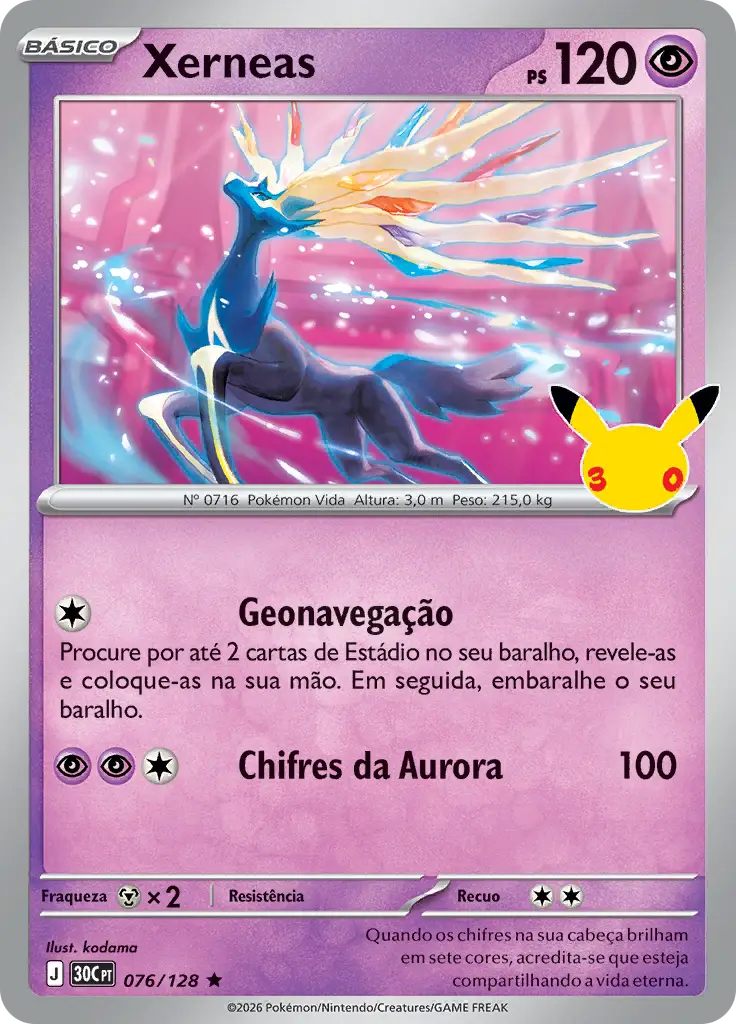 BÁSICO
Xerneas
PS 120
30
Nº 0716 Pokémon Vida Altura: 3,0 m Peso: 215,0 kg
Geonavegação
Procure por até 2 cartas de Estádio no seu baralho, revele-as
e coloque-as na sua mão. Em seguida, embaralhe o seu
baralho.
Chifres da Aurora 100
Fraqueza ×2 Resistência Recuo
Ilust. kodama
Quando os chifres na sua cabeça brilham
em sete cores, acredita-se que esteja
compartilhando a vida eterna.
J 30C PT 076/128 ★
©2026 Pokémon/Nintendo/Creatures/GAME FREAK